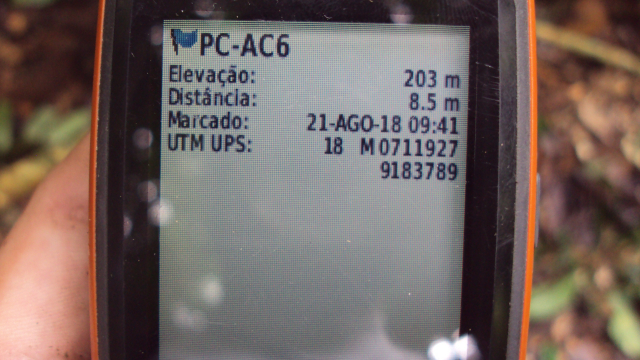 PC-AC6
Elevação: 203 m
Distância: 8.5 m
Marcado: 21-AGO-18 09:41
UTM UPS: 18 M 0711927
9183789